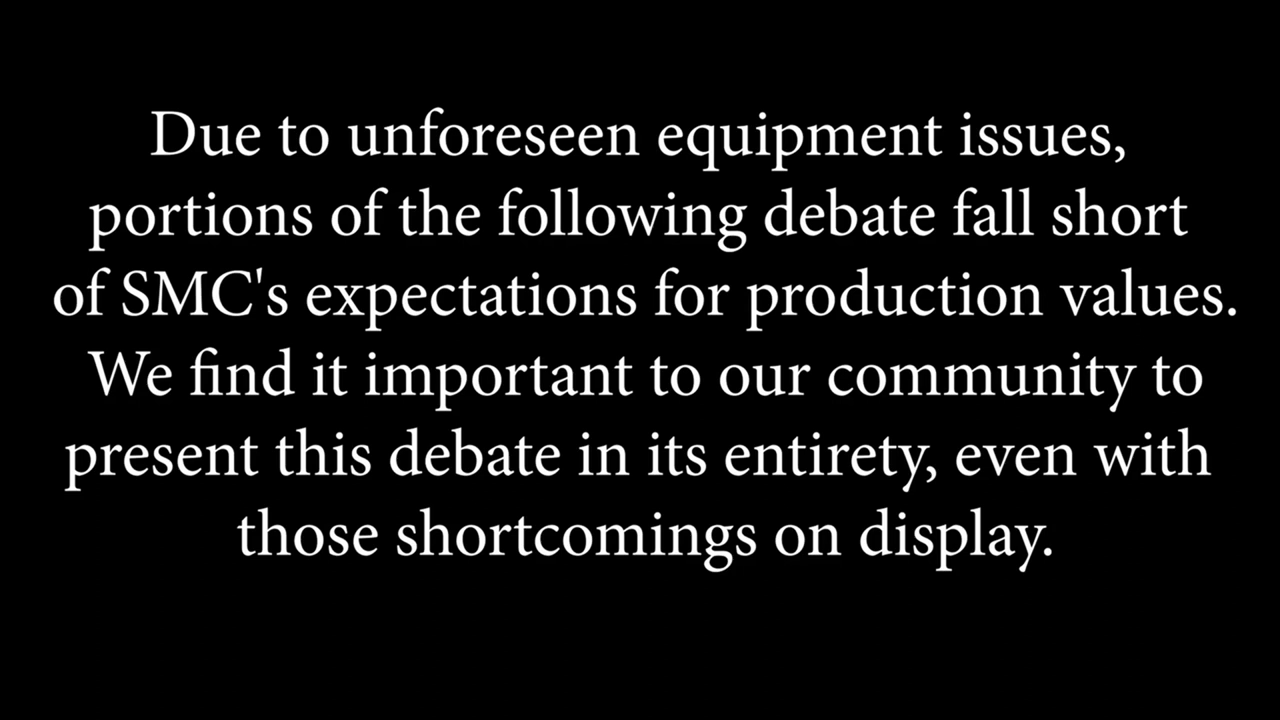 Due to unforeseen equipment issues,
portions of the following debate fall short
of SMC's expectations for production values.
We find it important to our community to
present this debate in its entirety, even with
those shortcomings on display.